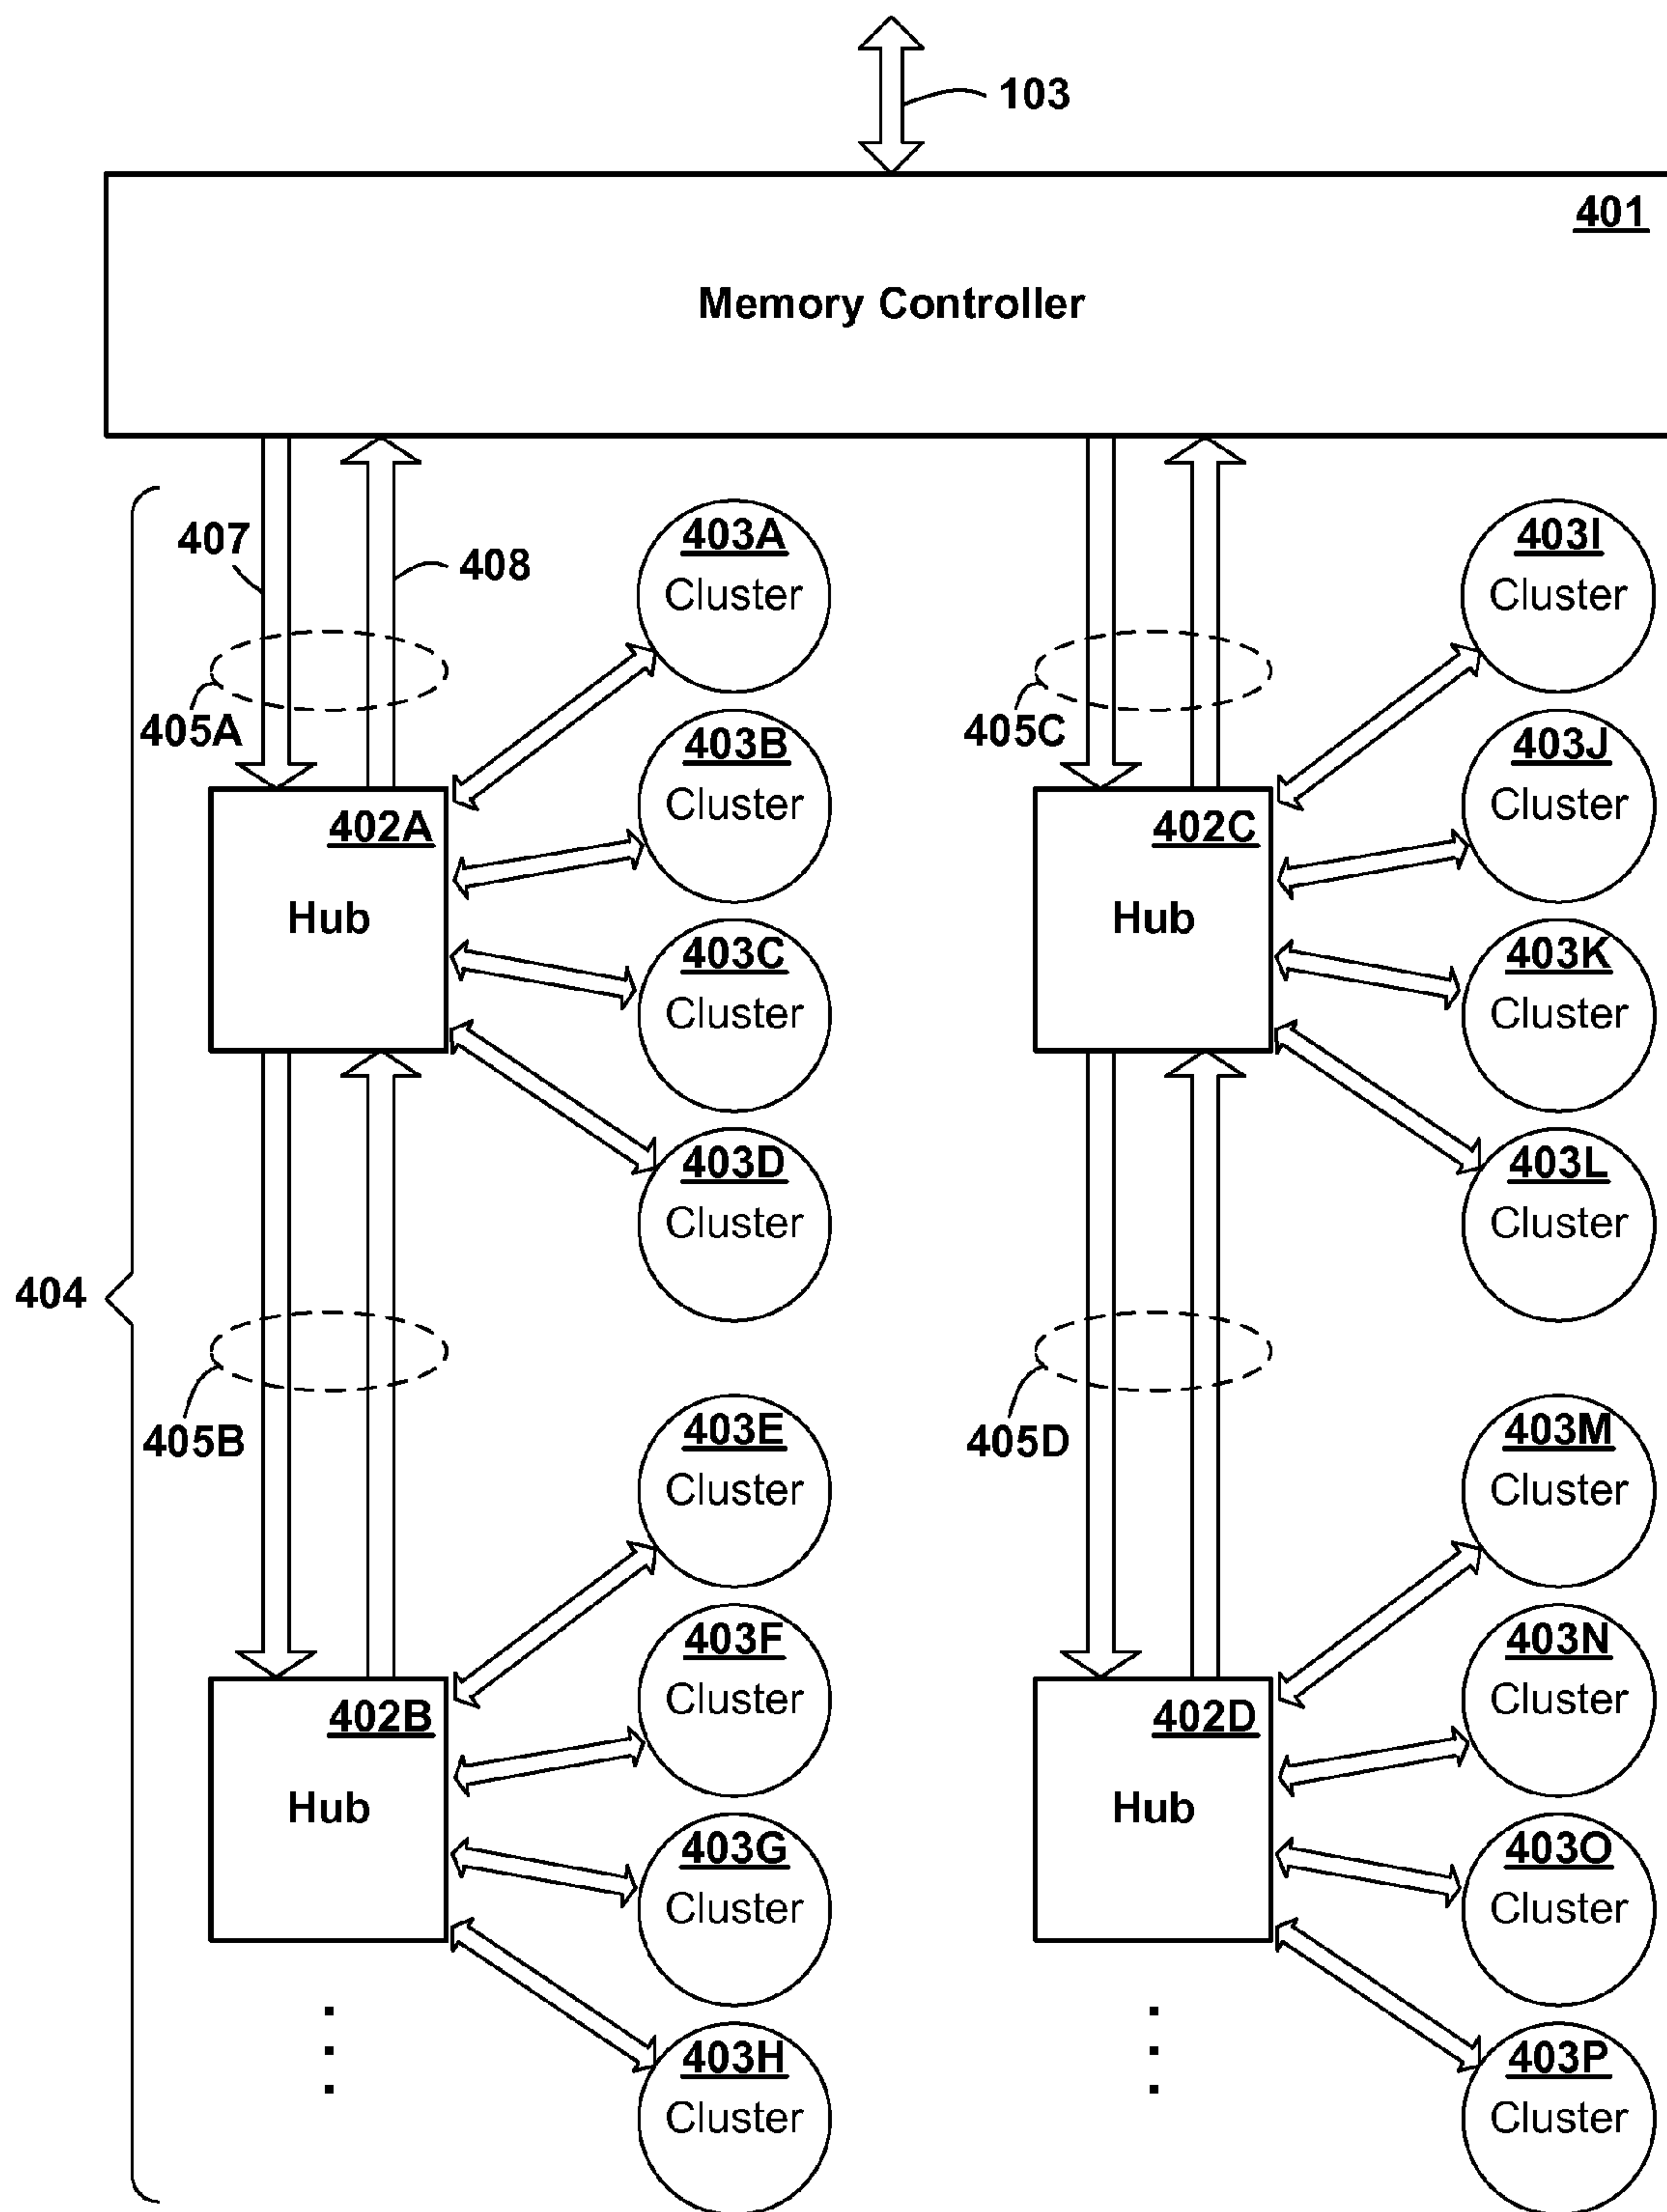 103
401
Memory Controller
407
408
403A
Cluster
403I
Cluster
405A
405C
403B
Cluster
403J
Cluster
402A
Hub
402C
Hub
403C
Cluster
403K
Cluster
403D
Cluster
403L
Cluster
404
405B
405D
403E
Cluster
403M
Cluster
403F
Cluster
403N
Cluster
402B
Hub
402D
Hub
403G
Cluster
403O
Cluster
403H
Cluster
403P
Cluster